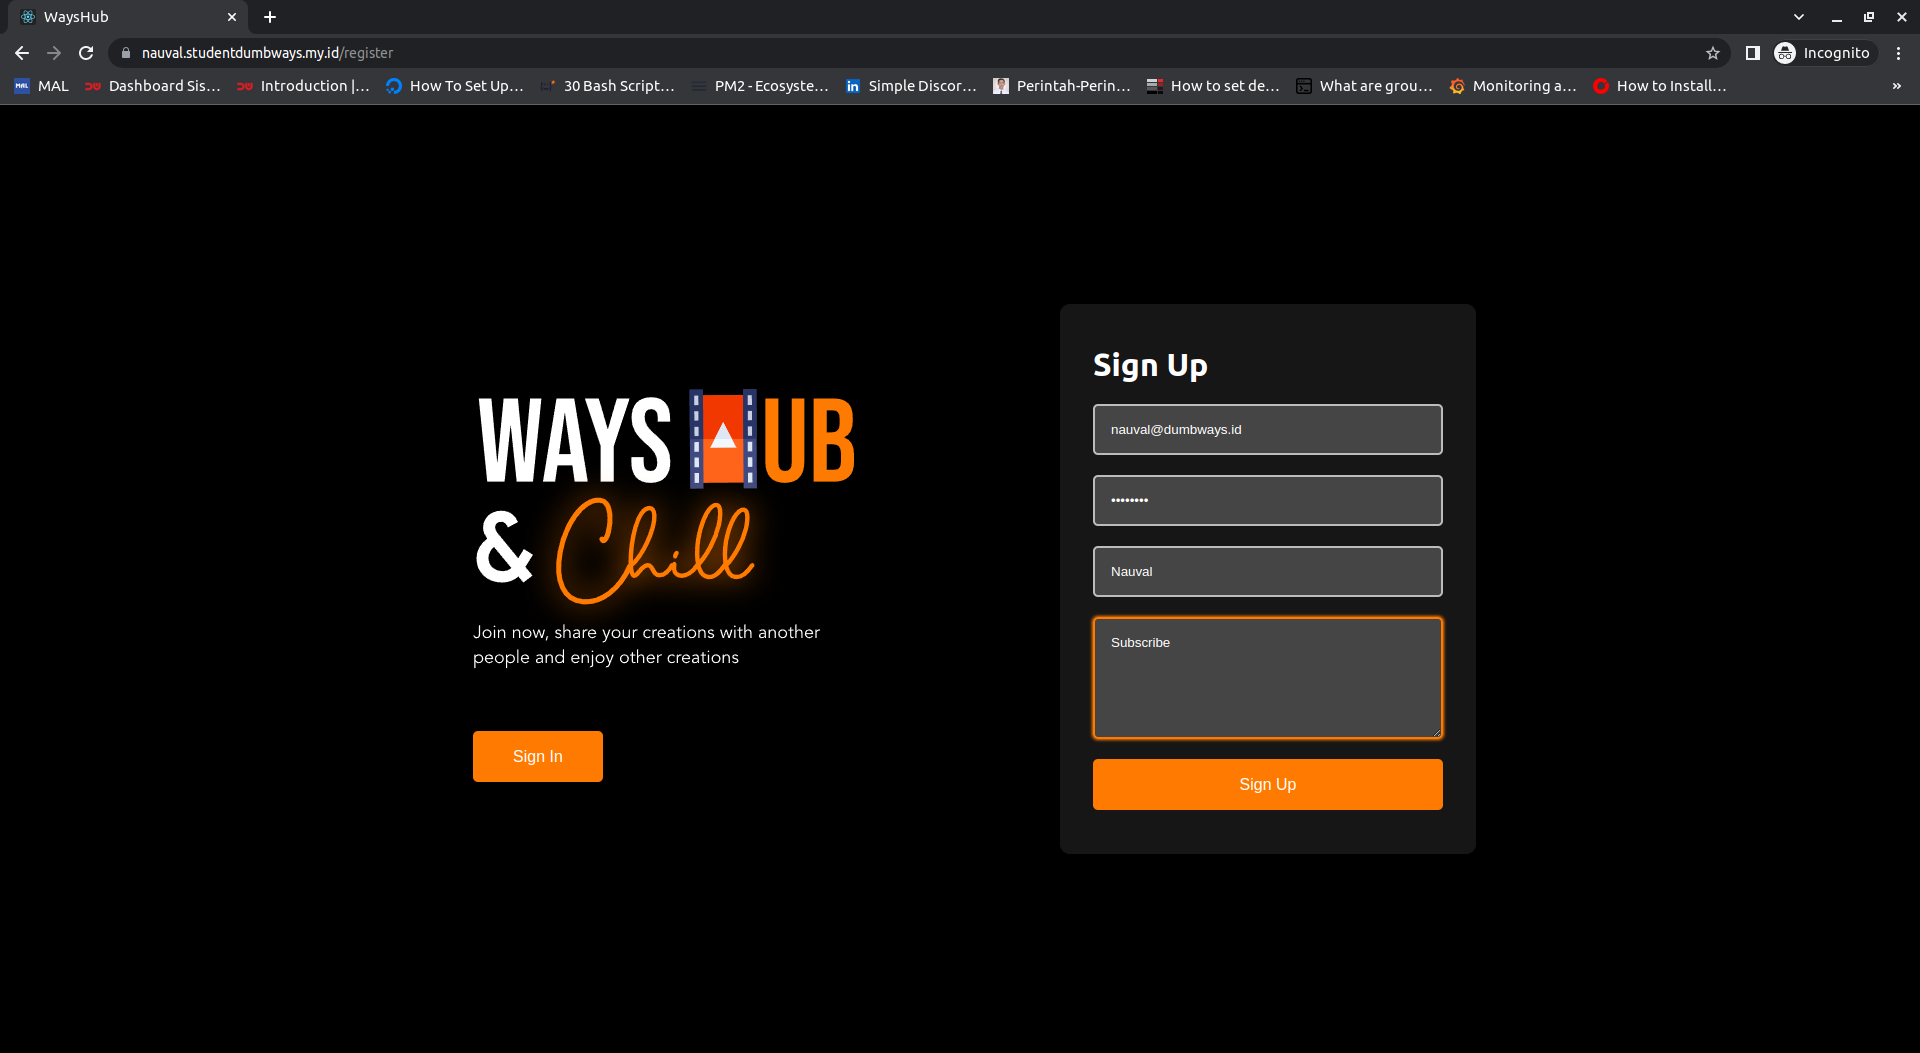 WaysHub
nauval.studentdumbways.my.id/register
Incognito
MAL
Dashboard Sis...
Introduction |...
How To Set Up...
30 Bash Script...
PM2 - Ecosyste...
Simple Discor...
Perintah-Perin...
How to set de...
What are grou...
Monitoring a...
How to Install...
WAYS HUB
& Chill
Join now, share your creations with another
people and enjoy other creations
Sign In
Sign Up
nauval@dumbways.id
••••••••
Nauval
Subscribe
Sign Up